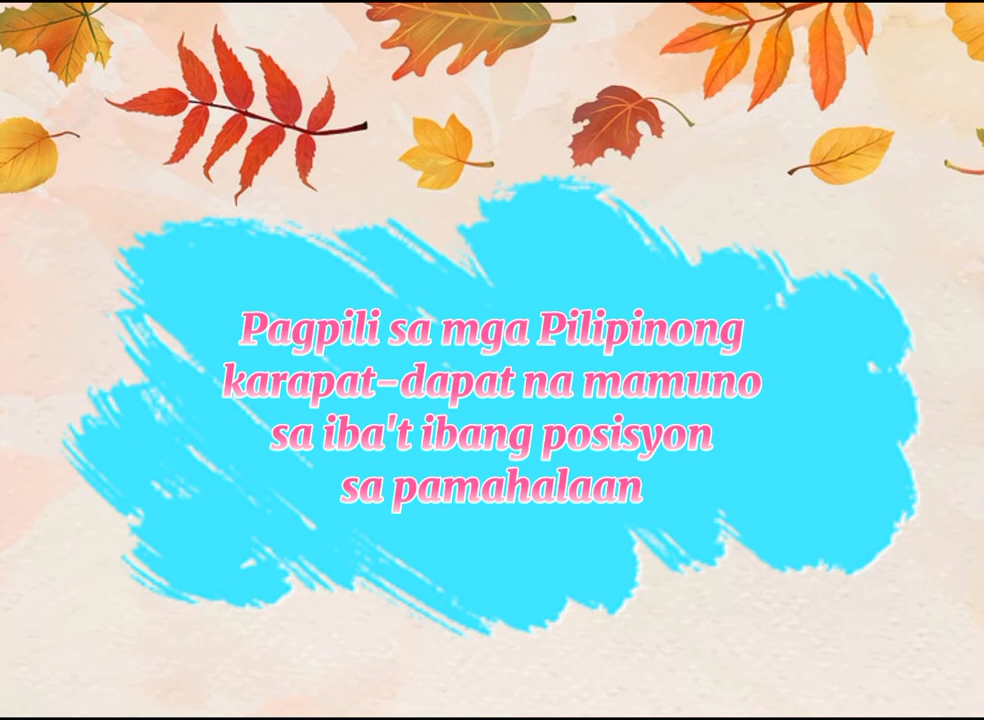 Pagpili sa mga Pilipinong
karapat-dapat na mamuno
sa iba't ibang posisyon
sa pamahalaan